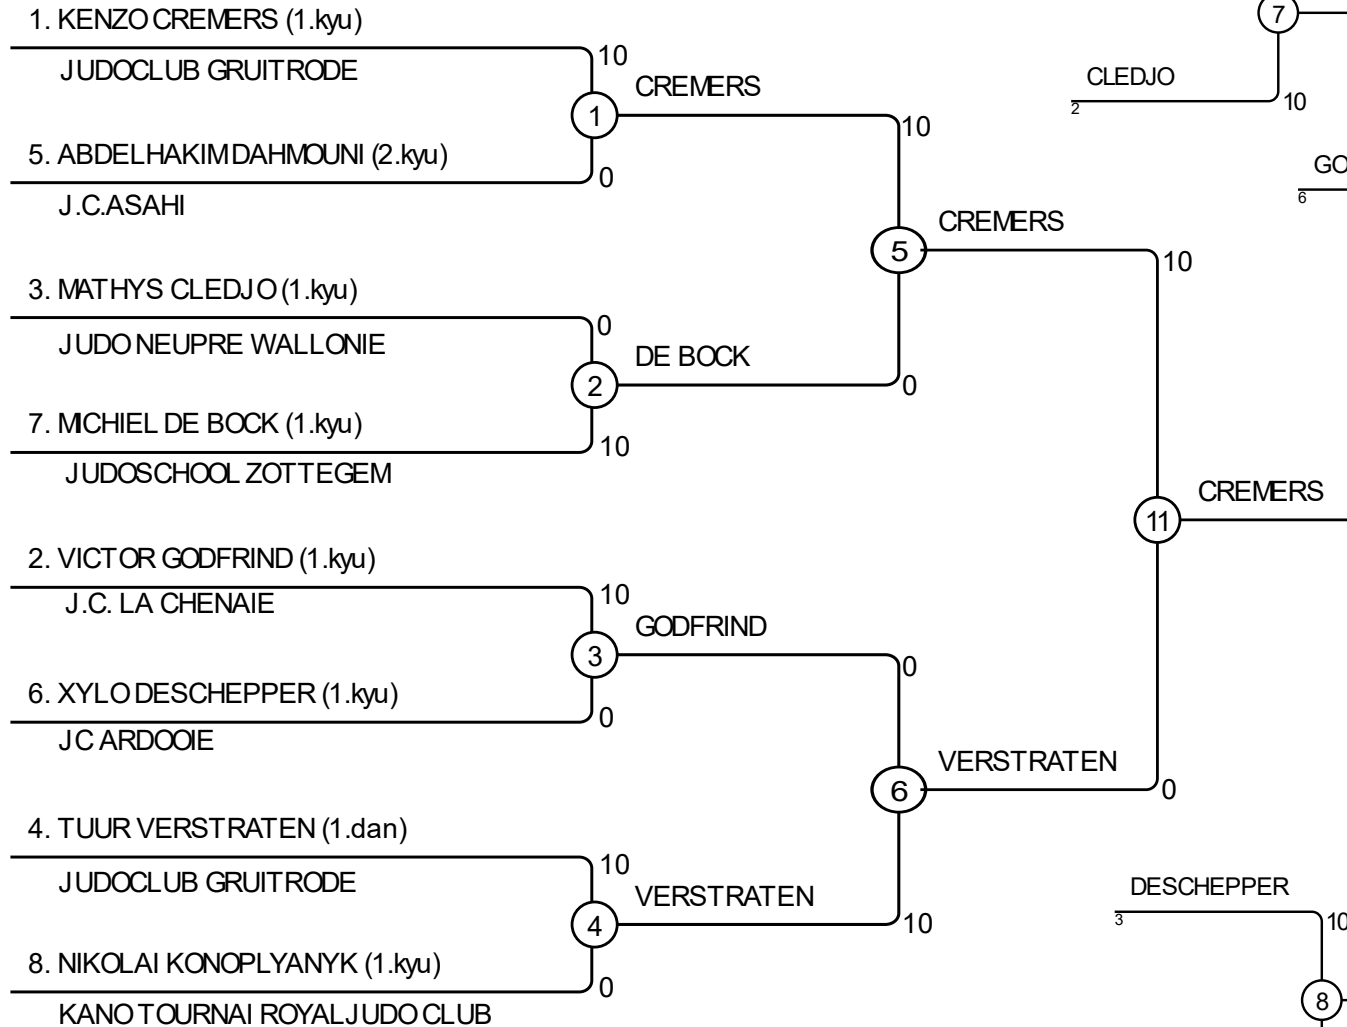 1. KENZO CREMERS (1.kyu)
JUDOCLUB GRUITRODE
10
1
CREMERS
5. ABDELHAKIM DAHMOUNI (2.kyu)
0
J.C.ASAHI
3. MATHYS CLEDJO (1.kyu)
0
JUDO NEUPRE WALLONIE
2
DE BOCK
7. MICHIEL DE BOCK (1.kyu)
10
JUDOSCHOOL ZOTTEGEM
2. VICTOR GODFRIND (1.kyu)
10
J.C. LA CHENAIE
3
GODFRIND
6. XYLO DESCHEPPER (1.kyu)
0
JC ARDOOIE
4. TUUR VERSTRATEN (1.dan)
10
JUDOCLUB GRUITRODE
4
VERSTRATEN
8. NIKOLAI KONOPLYANYK (1.kyu)
0
KANO TOURNAI ROYAL JUDO CLUB
10
5
CREMERS
0
0
6
VERSTRATEN
10
10
11
CREMERS
0
7
CLEDJO
2
10
GO
6
DESCHEPPER
3
10
8